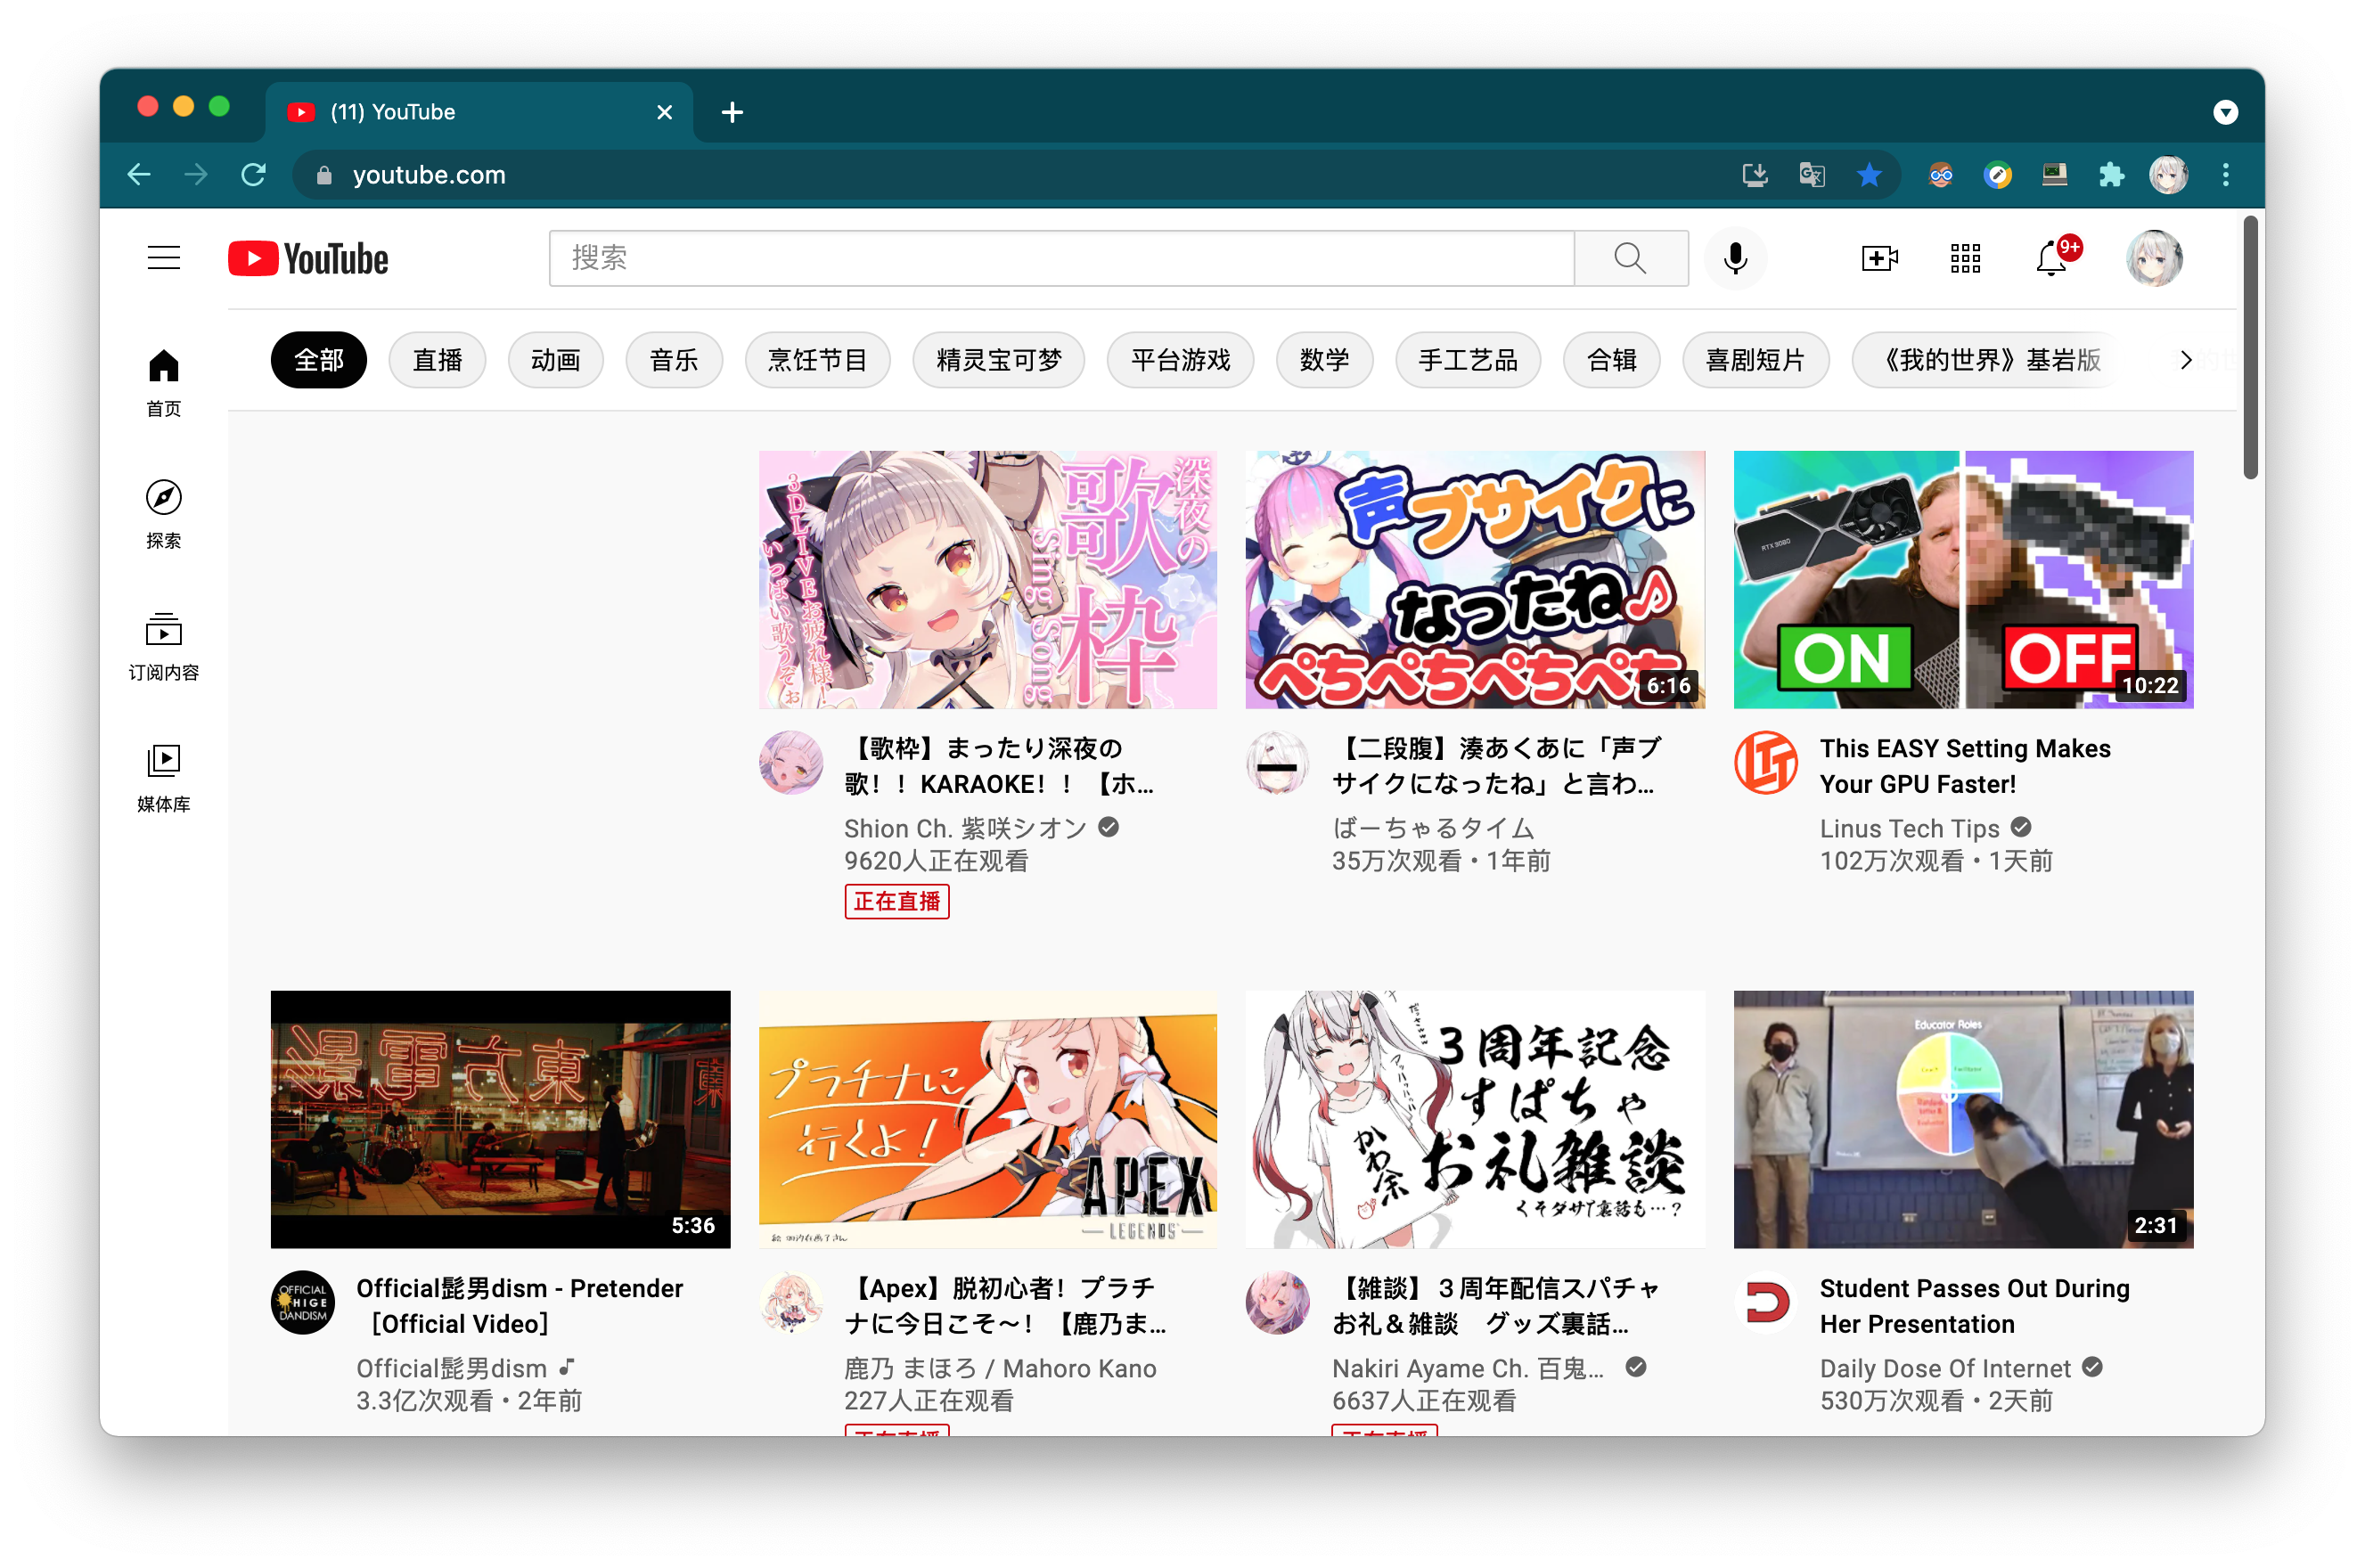 (11) YouTube
youtube.com
YouTube
搜索
9+
全部
直播
动画
音乐
烹饪节目
精灵宝可梦
平台游戏
数学
手工艺品
合辑
喜剧短片
《我的世界》基岩版
首页
探索
订阅内容
媒体库
深夜の
歌枠
Sing Song
3DLIVEお疲れ様!
いっぱい歌うぞぉ
【歌枠】まったり深夜の
歌！！KARAOKE！！【ホ...
Shion Ch. 紫咲シオン
9620人正在观看
正在直播
声ブサイクに
なったね♪
ぺちぺちぺちぺち
6:16
【二段腹】湊あくあに「声ブ
サイクになったね」と言わ...
ばーちゃるタイム
35万次观看 • 1年前
RTX 3080
ON
OFF
10:22
This EASY Setting Makes
Your GPU Faster!
Linus Tech Tips
102万次观看 • 1天前
5:36
OFFICIAL
HIGE
DANDISM
Official髭男dism - Pretender
［Official Video］
Official髭男dism
3.3亿次观看 • 2年前
プラチナに
行くよ！
APEX
LEGENDS
【Apex】脱初心者！プラチ
ナに今日こそ〜！【鹿乃ま...
鹿乃 まほろ / Mahoro Kano
227人正在观看
正在直播
3周年記念
すぱちゃ
お礼雑談
くそダサT裏話も…？
かわ余
【雑談】３周年配信スパチャ
お礼＆雑談　グッズ裏話...
Nakiri Ayame Ch. 百鬼...
6637人正在观看
正在直播
Educator Roles
2:31
Student Passes Out During
Her Presentation
Daily Dose Of Internet
530万次观看 • 2天前